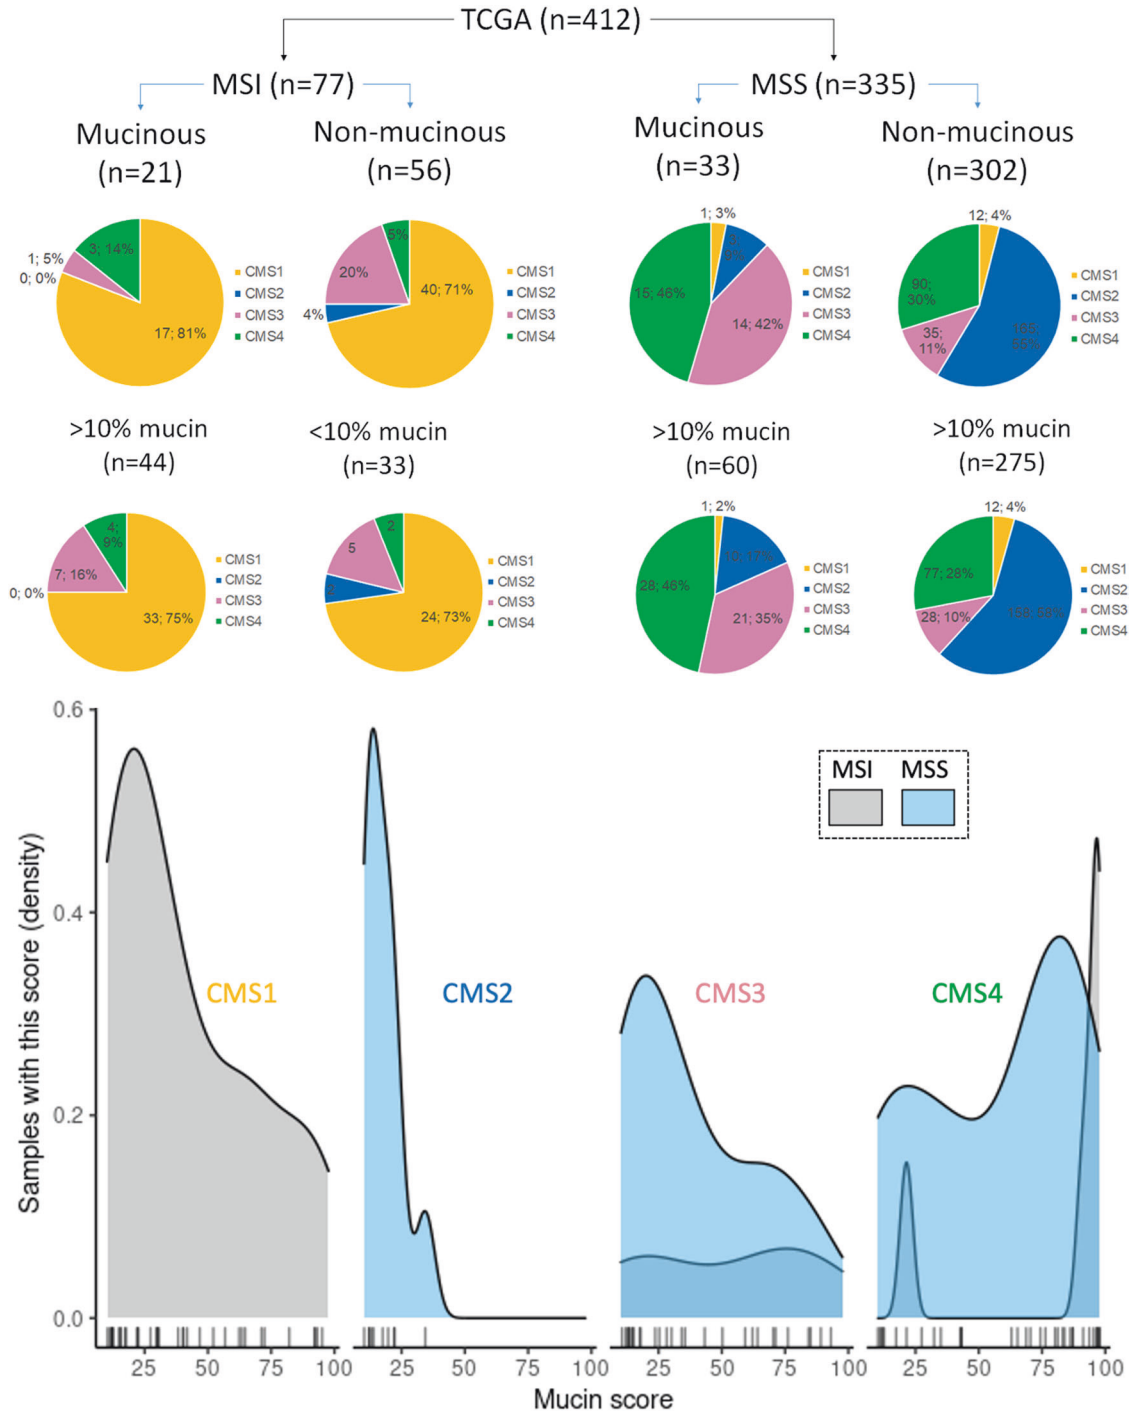 TCGA (n=412)
MSI (n=77)
MSS (n=335)
Mucinous
(n=21)
Non-mucinous
(n=56)
Mucinous
(n=33)
Non-mucinous
(n=302)
3; 14%
1; 5%
0; 0%
17; 81%
CMS1
CMS2
CMS3
CMS4
5%
20%
4%
40; 71%
CMS1
CMS2
CMS3
CMS4
1; 3%
3;
9%
15; 46%
14; 42%
CMS1
CMS2
CMS3
CMS4
12; 4%
90;
30%
35;
11%
165;
CMS1
CMS2
CMS3
CMS4
>10% mucin
(n=44)
<10% mucin
(n=33)
>10% mucin
(n=60)
>10% mucin
(n=275)
4;
9%
7; 16%
0; 0%
33; 75%
CMS1
CMS2
CMS3
CMS4
2
5
2
24; 73%
CMS1
CMS2
CMS3
CMS4
1; 2%
10; 17%
28; 46%
21; 35%
CMS1
CMS2
CMS3
CMS4
12; 4%
77; 28%
28; 10%
158; 58%
CMS1
CMS2
CMS3
CMS4
Samples with this score (density)
0.6
0.4
0.2
0.0
MSI MSS
CMS1
CMS2
CMS3
CMS4
25 50 75 100
25 50 75 100
25 50 75 100
25 50 75 100
Mucin score